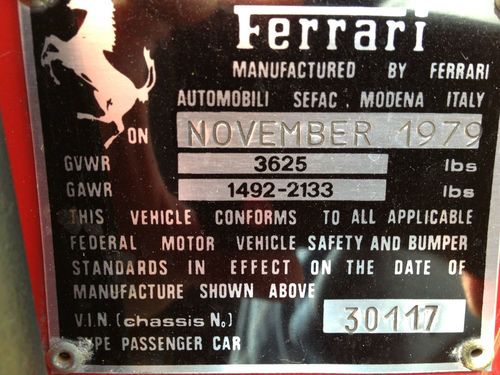 Ferrari
MANUFACTURED BY FERRARI
AUTOMOBILI SEFAC. MODENA ITALY
ON NOVEMBER 1979
GVWR 3625 lbs
GAWR 1492-2133 lbs
THIS VEHICLE CONFORMS TO ALL APPLICABLE
FEDERAL MOTOR VEHICLE SAFETY AND BUMPER
STANDARDS IN EFFECT ON THE DATE OF
MANUFACTURE SHOWN ABOVE
V.I.N. (chassis No) 30117
TYPE PASSENGER CAR